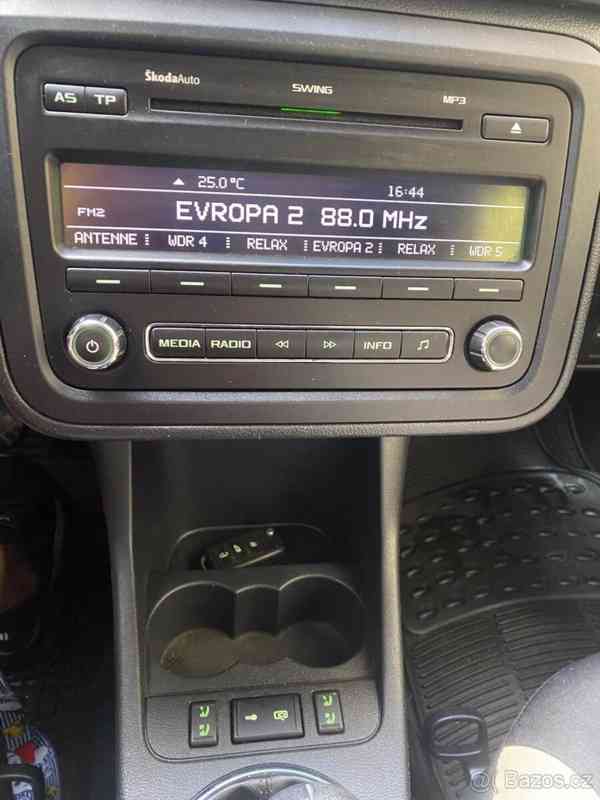 ŠkodaAuto SWING MP3
AS TP
25.0 °C 16:44
FM2 EVROPA 2 88.0 MHz
ANTENNE WDR 4 RELAX EVROPA 2 RELAX WDR 5
MEDIA RADIO INFO
Bazoš.cz